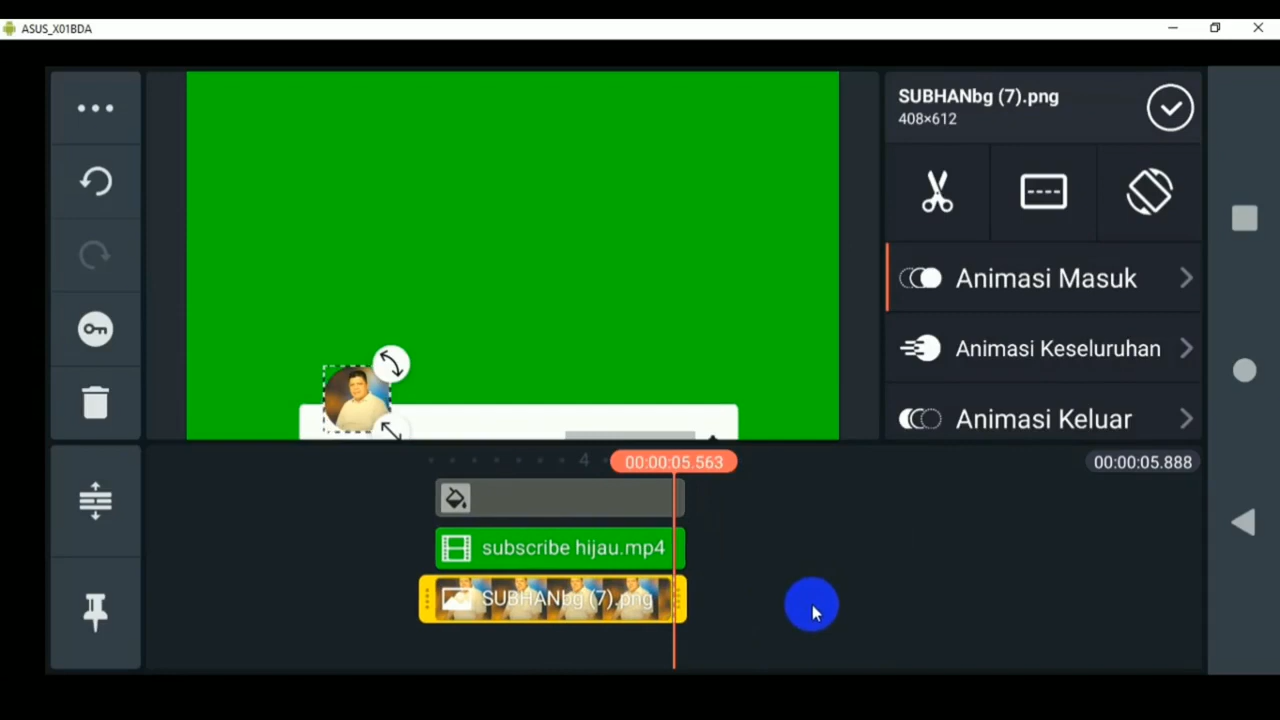 ASUS_X01BDA
SUBHANbg (7).png
408×612
Animasi Masuk
Animasi Keseluruhan
Animasi Keluar
4
00:00:05.563
00:00:05.888
subscribe hijau.mp4
SUBHANbg (7).png